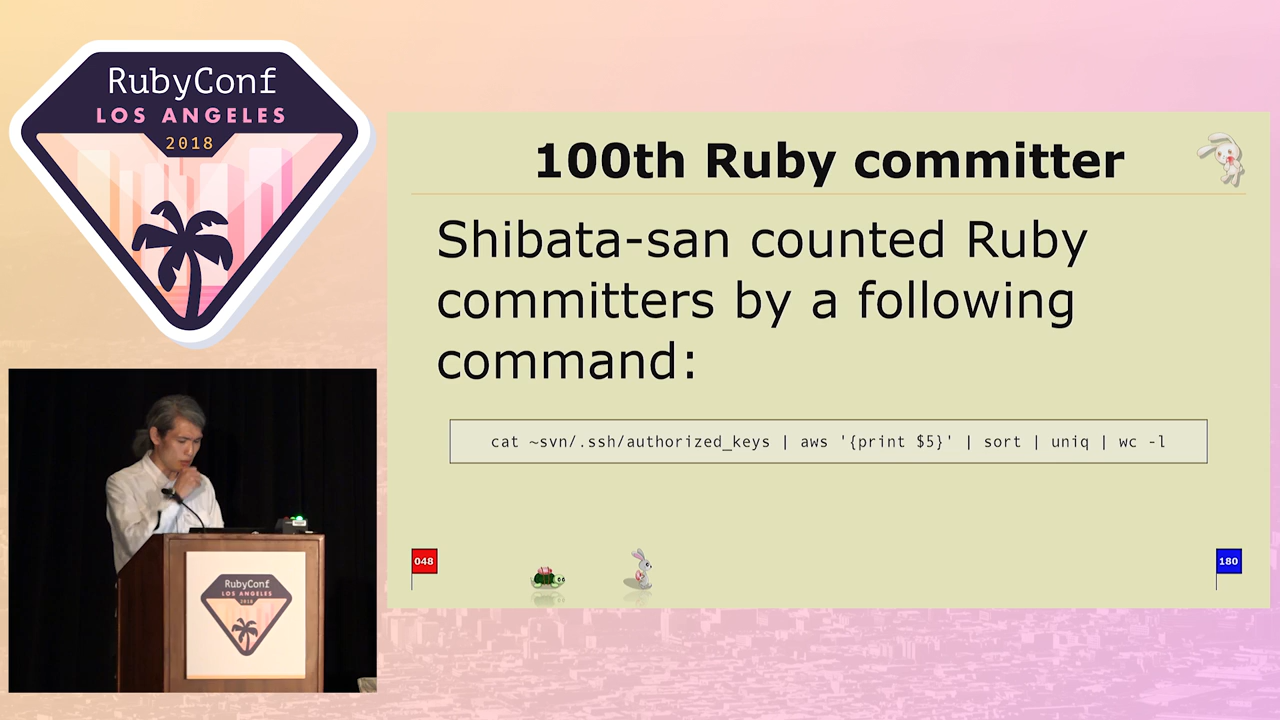 RubyConf
LOS ANGELES
2018
100th Ruby committer
Shibata-san counted Ruby
committers by a following
command:
cat ~svn/.ssh/authorized_keys | aws '{print $5}' | sort | uniq | wc -l
048
180
RubyConf
LOS ANGELES
2018